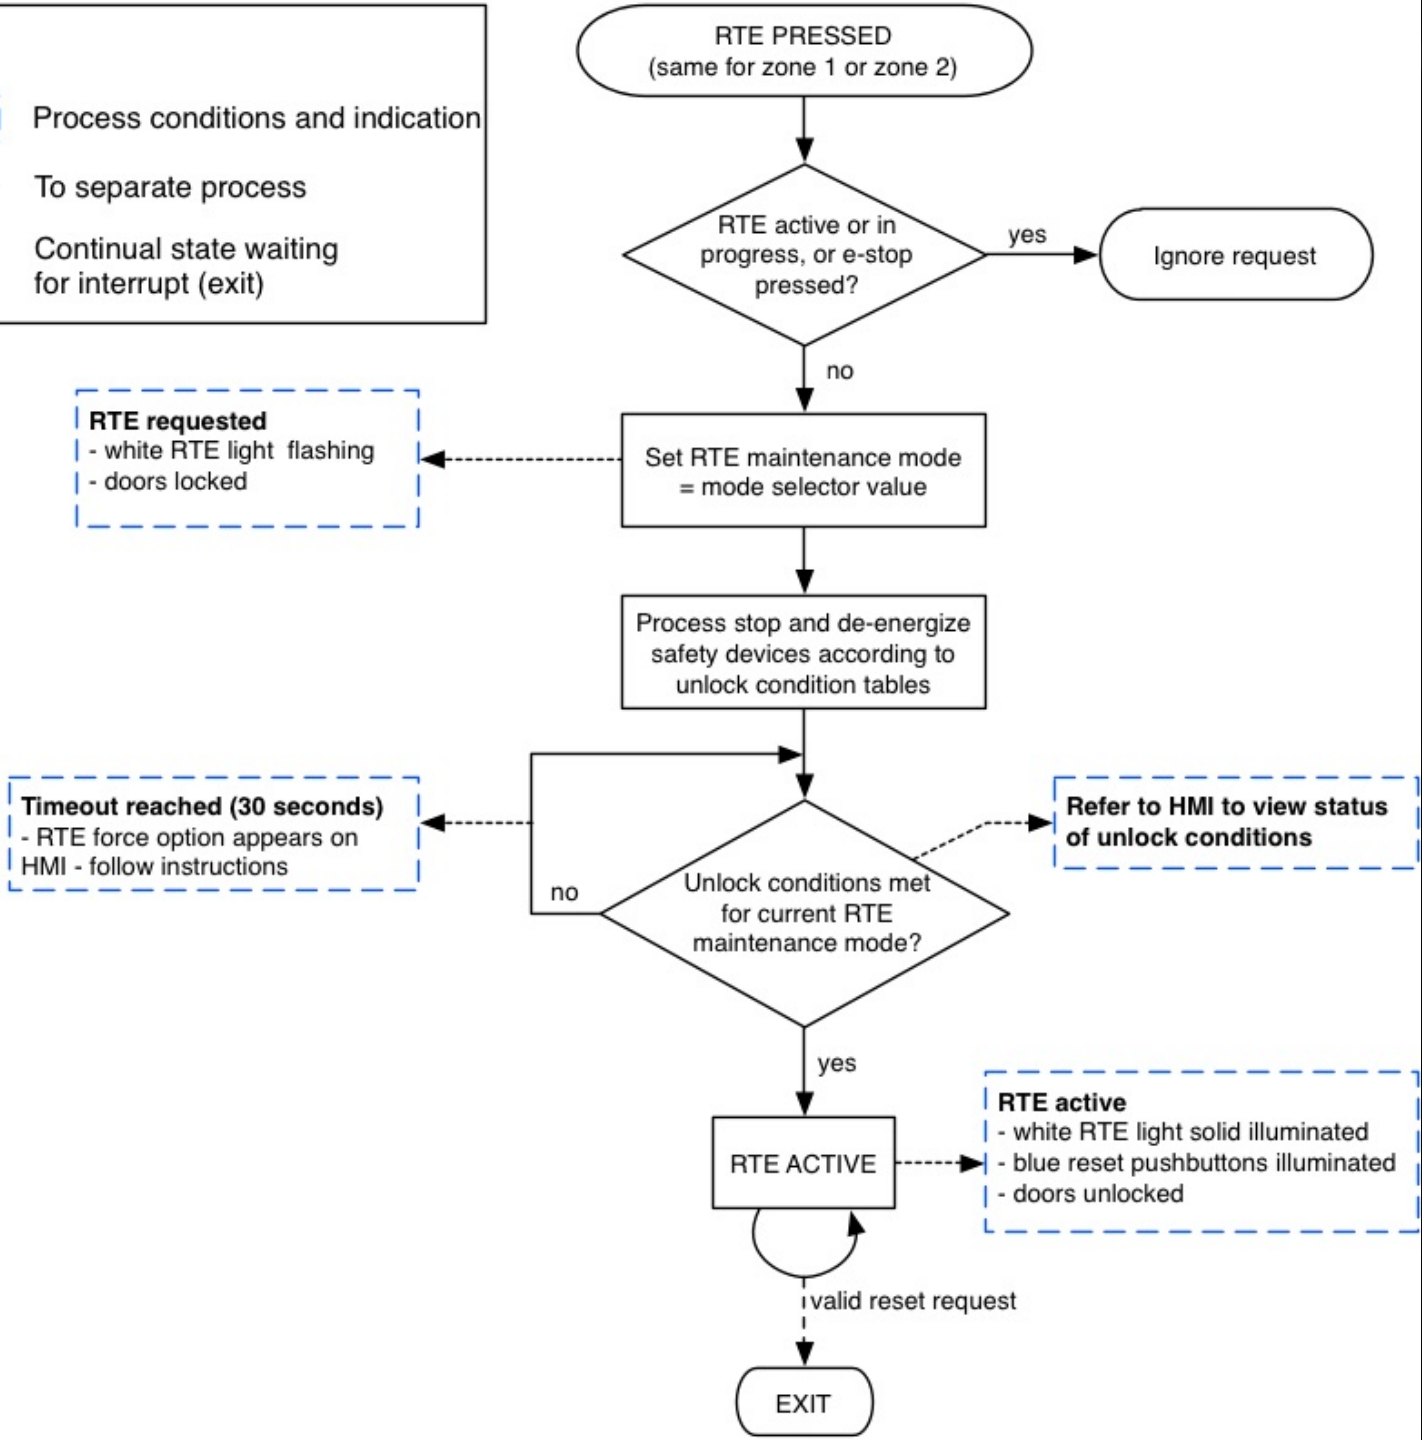 Process conditions and indication
To separate process
Continual state waiting
for interrupt (exit)
RTE PRESSED
(same for zone 1 or zone 2)
RTE active or in
progress, or e-stop
pressed?
yes
Ignore request
no
RTE requested
- white RTE light flashing
- doors locked
Set RTE maintenance mode
= mode selector value
Process stop and de-energize
safety devices according to
unlock condition tables
Timeout reached (30 seconds)
- RTE force option appears on
HMI - follow instructions
Refer to HMI to view status
of unlock conditions
no
Unlock conditions met
for current RTE
maintenance mode?
yes
RTE ACTIVE
RTE active
- white RTE light solid illuminated
- blue reset pushbuttons illuminated
- doors unlocked
valid reset request
EXIT